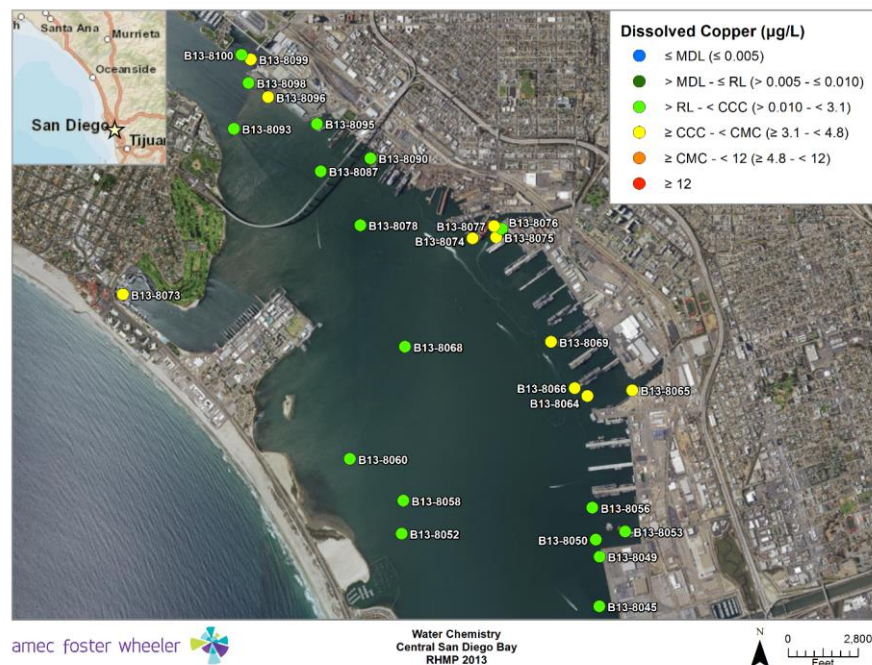 Santa Ana
Murrieta
Oceanside
San Diego
Tijuar
Dissolved Copper (µg/L)
≤ MDL (≤ 0.005)
> MDL - ≤ RL (> 0.005 - ≤ 0.010)
> RL - < CCC (> 0.010 - < 3.1)
≥ CCC - < CMC (≥ 3.1 - < 4.8)
≥ CMC - < 12 (≥ 4.8 - < 12)
≥ 12
B13-8100
B13-8099
B13-8098
B13-8096
B13-8093
B13-8095
B13-8090
B13-8087
B13-8078
B13-8077
B13-8076
B13-8074
B13-8075
B13-8073
B13-8068
B13-8069
B13-8066
B13-8065
B13-8064
B13-8060
B13-8058
B13-8056
B13-8052
B13-8053
B13-8050
B13-8049
B13-8045
amec foster wheeler
Water Chemistry
Central San Diego Bay
RHMP 2013
N
0 2,800
Feet